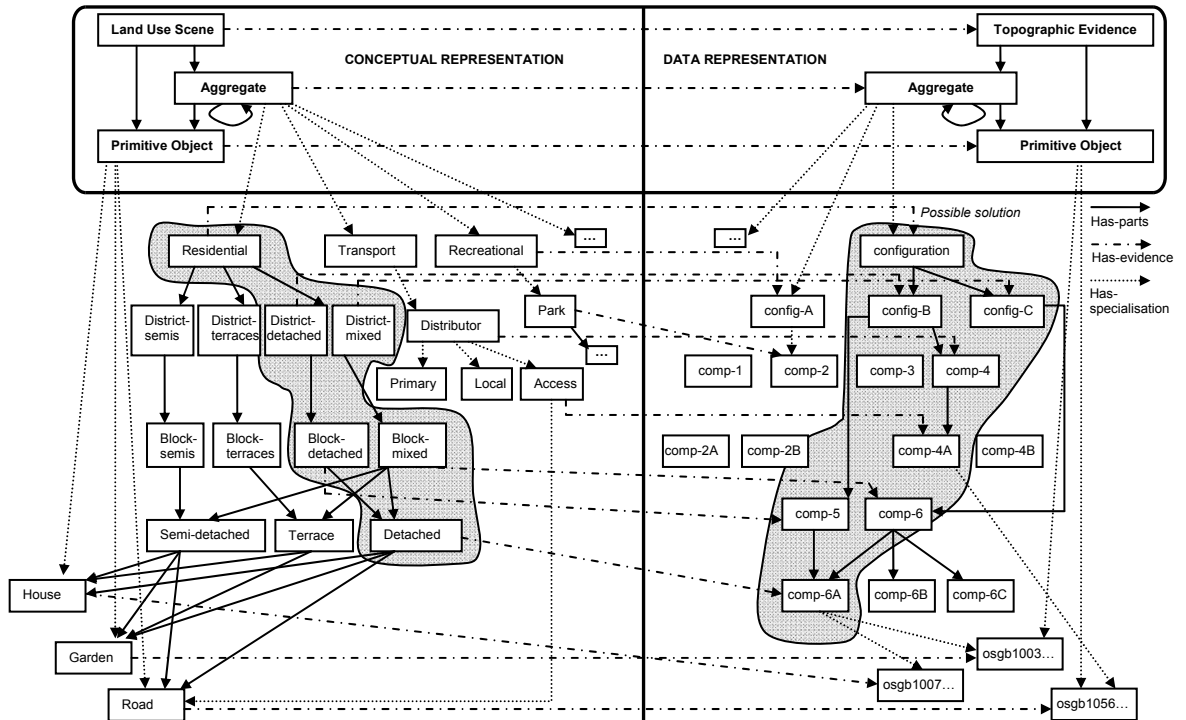 Land Use Scene
Topographic Evidence
CONCEPTUAL REPRESENTATION
DATA REPRESENTATION
Aggregate
Aggregate
Primitive Object
Primitive Object
Possible solution
Has-parts
Has-evidence
Has-
specialisation
Residential
Transport
Recreational
...
...
configuration
District-
semis
District-
terraces
District-
detached
District-
mixed
Distributor
Park
config-A
config-B
config-C
...
Primary
Local
Access
comp-1
comp-2
comp-3
comp-4
Block-
semis
Block-
terraces
Block-
detached
Block-
mixed
comp-2A
comp-2B
comp-4A
comp-4B
comp-5
comp-6
Semi-detached
Terrace
Detached
House
comp-6A
comp-6B
comp-6C
Garden
osgb1003...
osgb1007...
Road
osgb1056...